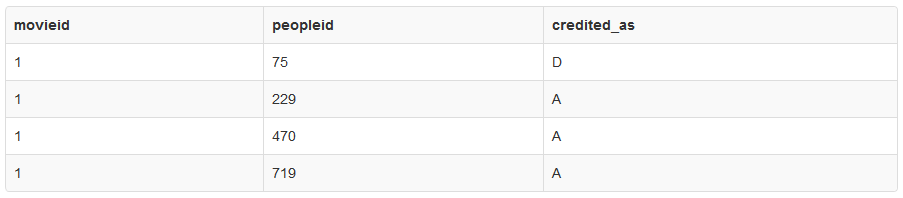 movieid peopleid credited_as
1 75 D
1 229 A
1 470 A
1 719 A